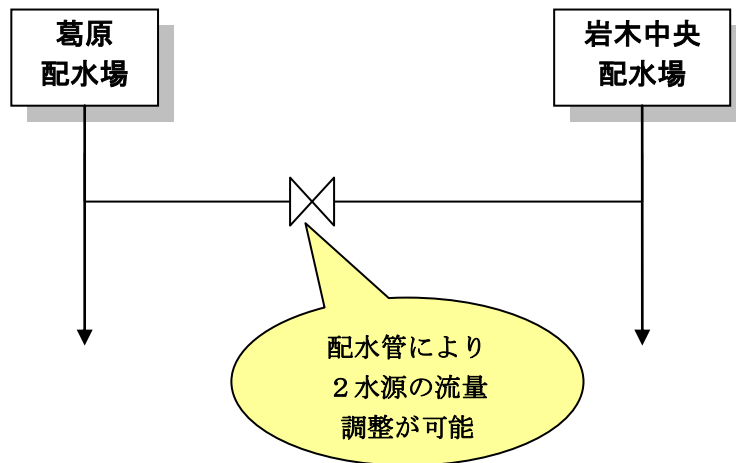 葛原
配水場
岩木中央
配水場
配水管により
２水源の流量
調整が可能